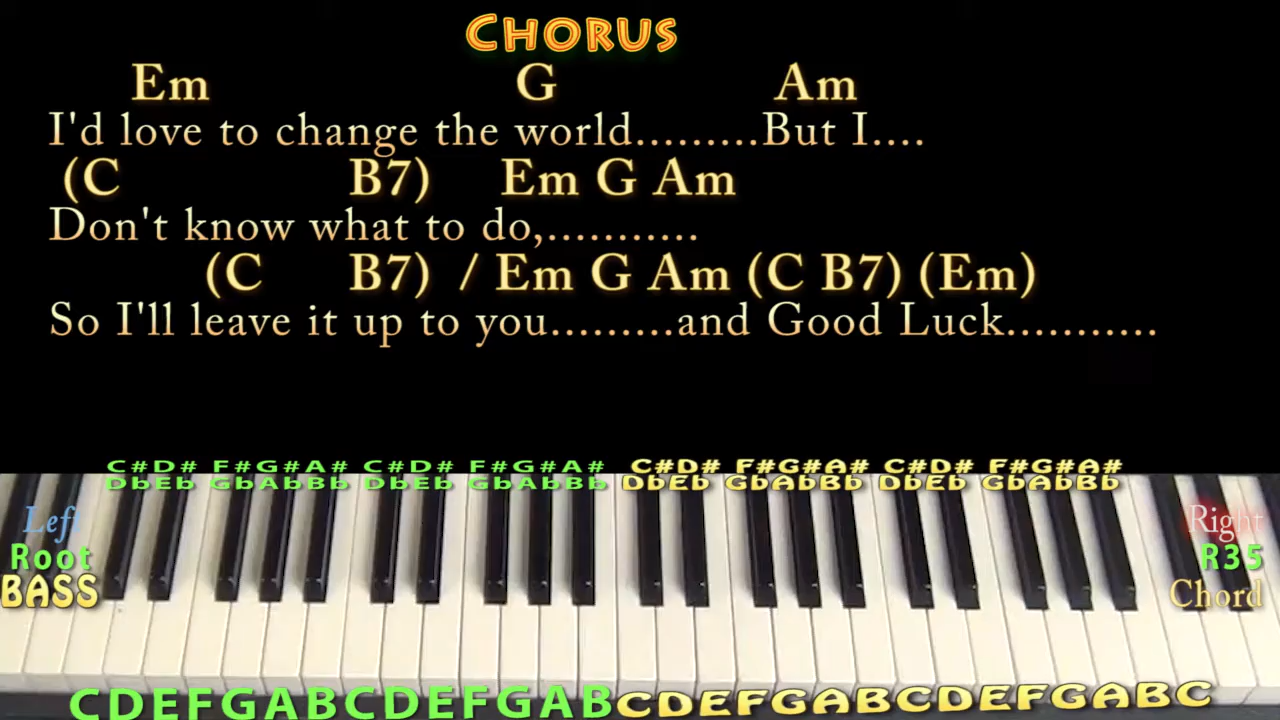 CHORUS
Em G Am
I'd love to change the world.........But I....
(C B7) Em G Am
Don't know what to do,...........
(C B7) / Em G Am (C B7) (Em)
So I'll leave it up to you.........and Good Luck...........
C#D# F#G#A# C#D# F#G#A# C#D# F#G#A# C#D# F#G#A#
DbEb GbAbBb DbEb GbAbBb DbEb GbAbBb DbEb GbAbBb
Left
Root
BASS
Right
R35
Chord
CDEFGABCDEFGABCDEFGABCDEFGABC